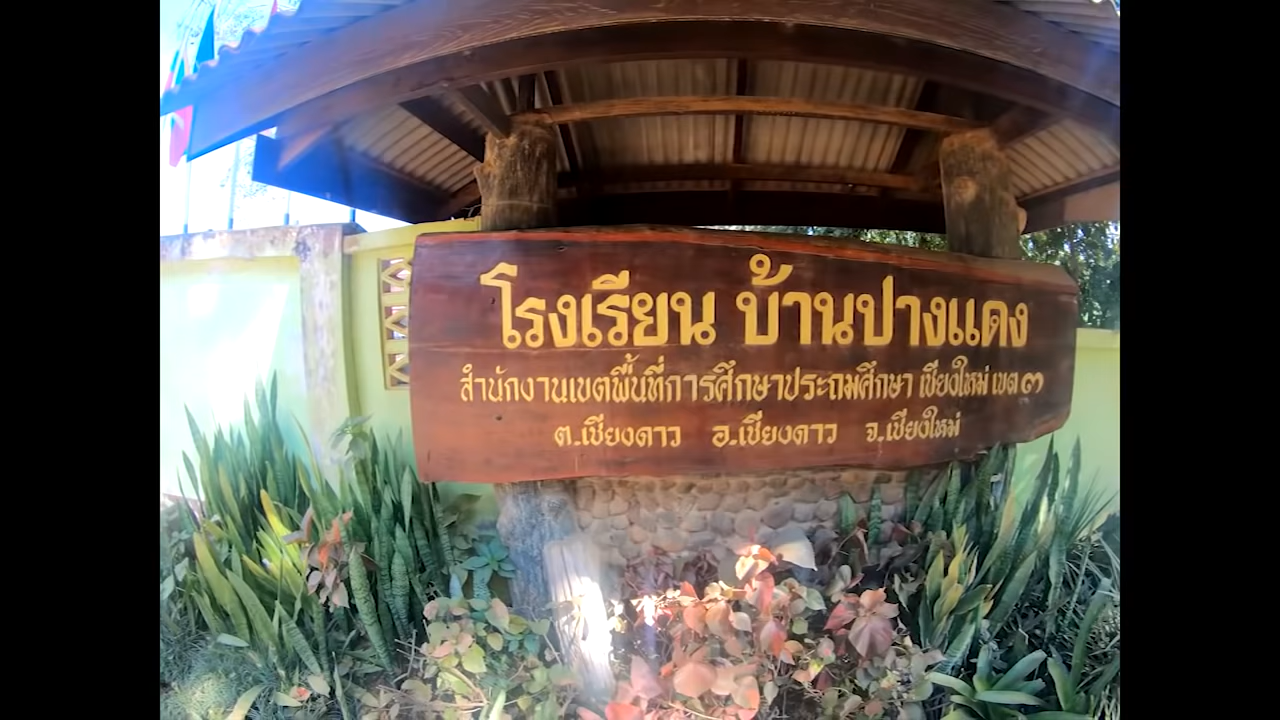 โรงเรียน บ้านปางแดง
สำนักงานเขตพื้นที่การศึกษาประถมศึกษา เชียงใหม่ เขต ๓
ต.เชียงดาว อ.เชียงดาว จ.เชียงใหม่